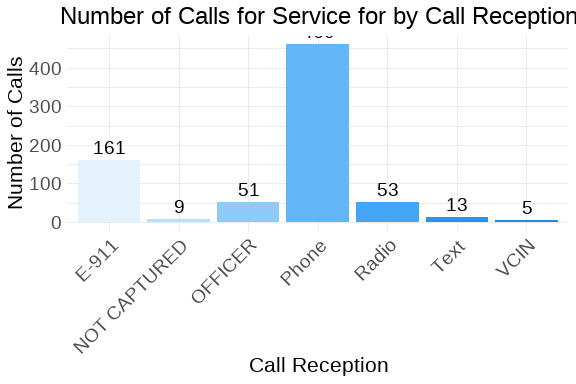 Number of Calls for Service for by Call Reception
Number of Calls
400
300
200
100
0
161
9
51
53
13
5
E-911
NOT CAPTURED
OFFICER
Phone
Radio
Text
VCIN
Call Reception